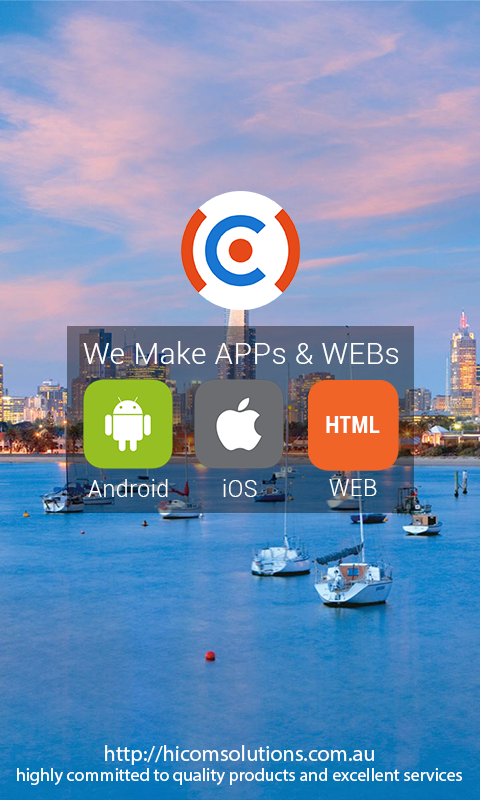 We Make APPs & WEBs
HTML
Android
iOS
WEB
http://hicomsolutions.com.au
highly committed to quality products and excellent services